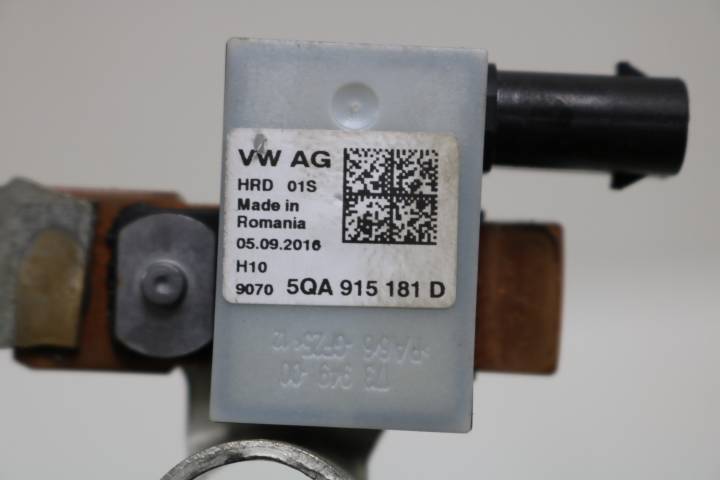 VW AG
HRD 01S
Made in
Romania
05.09.2016
H10
9070 5QA 915 181 D